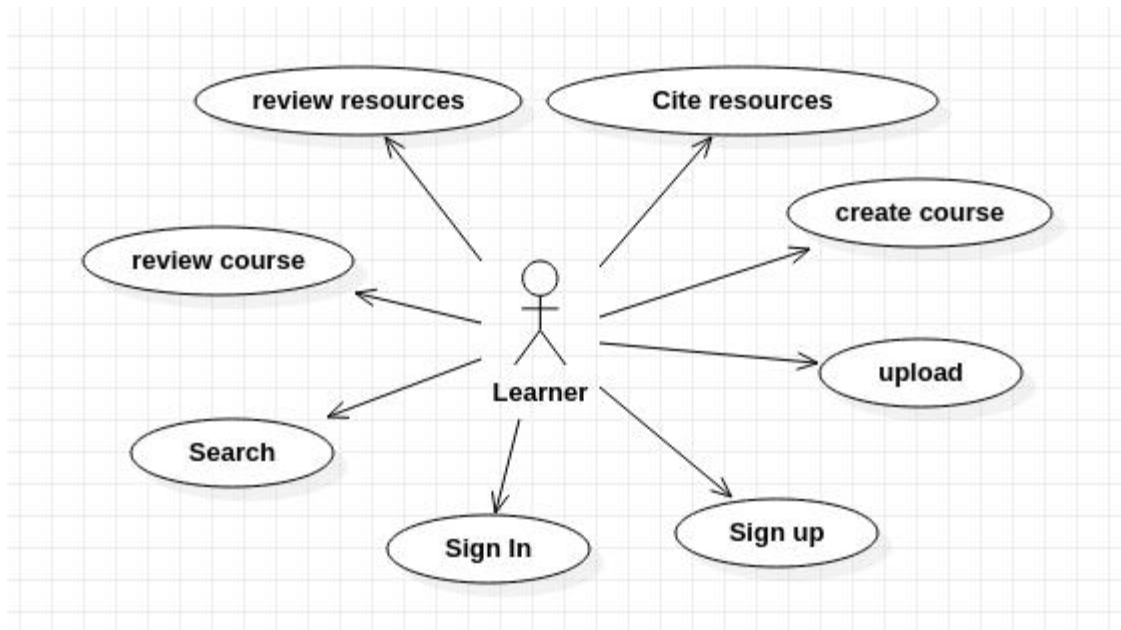 review resources
Cite resources
create course
review course
upload
Learner
Search
Sign up
Sign In